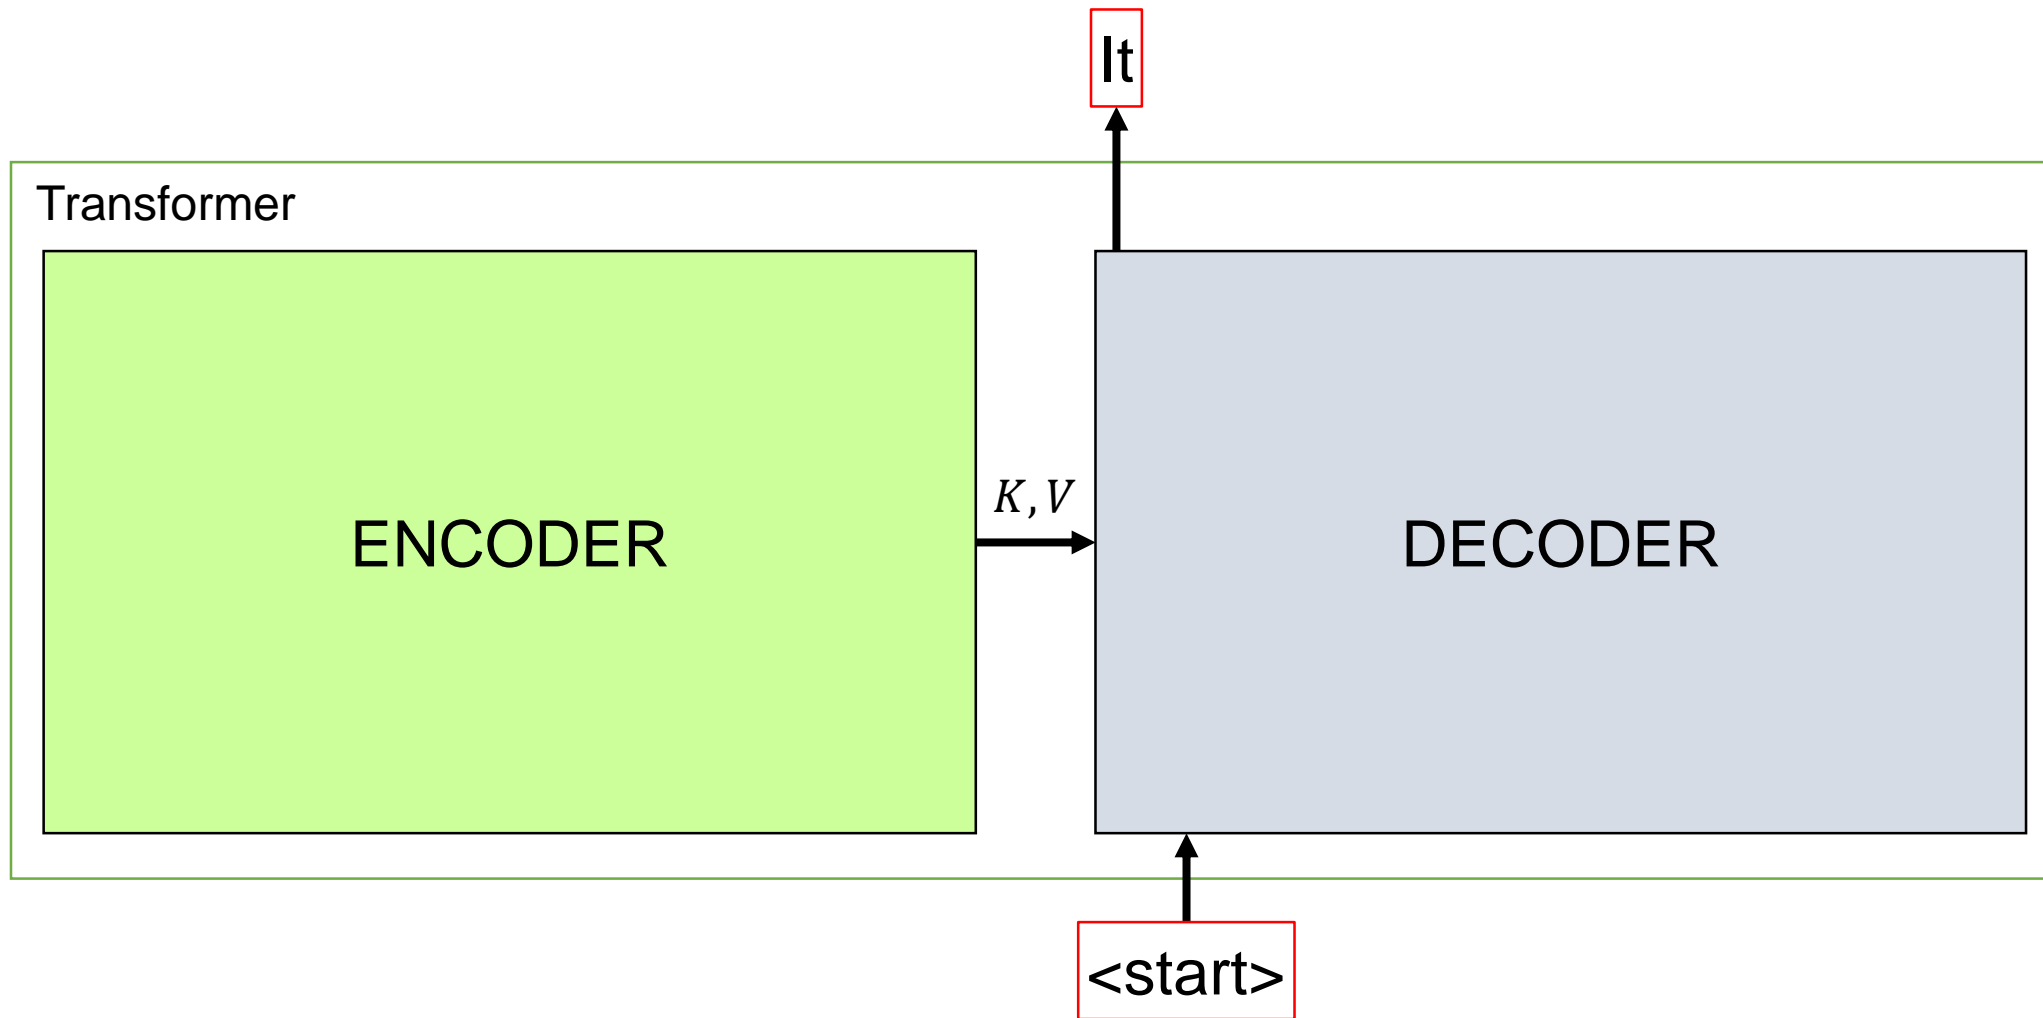 It
Transformer
ENCODER
K, V
DECODER
<start>